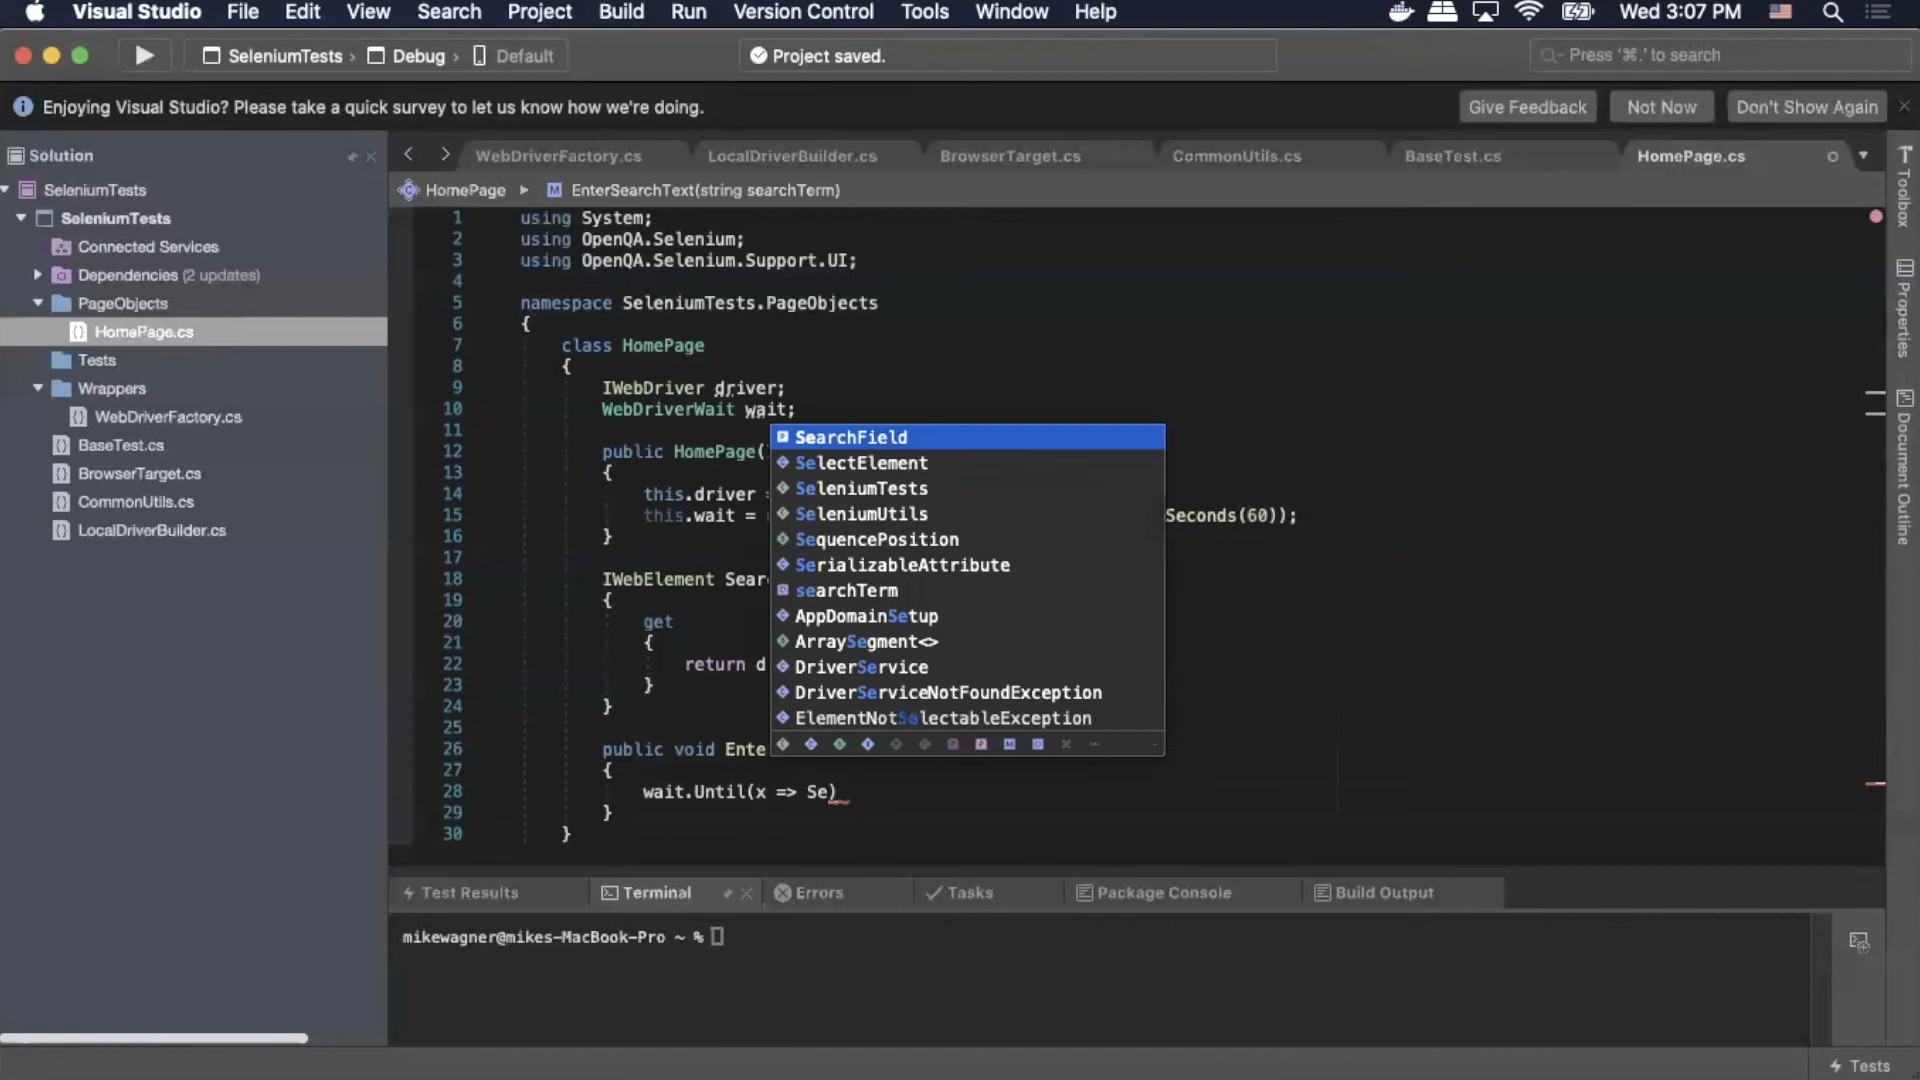 Visual Studio File Edit View Search Project Build Run Version Control Tools Window Help Wed 3:07 PM
SeleniumTests › Debug › Default
Project saved.
Press '⌘.' to search
Enjoying Visual Studio? Please take a quick survey to let us know how we're doing.
Give Feedback
Not Now
Don't Show Again
Solution
SeleniumTests
SeleniumTests
Connected Services
Dependencies (2 updates)
PageObjects
HomePage.cs
Tests
Wrappers
WebDriverFactory.cs
BaseTest.cs
BrowserTarget.cs
CommonUtils.cs
LocalDriverBuilder.cs
WebDriverFactory.cs LocalDriverBuilder.cs BrowserTarget.cs CommonUtils.cs BaseTest.cs HomePage.cs
HomePage EnterSearchText(string searchTerm)
1 using System;
2 using OpenQA.Selenium;
3 using OpenQA.Selenium.Support.UI;
4
5 namespace SeleniumTests.PageObjects
6 {
7 class HomePage
8 {
9 IWebDriver driver;
10 WebDriverWait wait;
11
12 public HomePage(
13 {
14 this.driver =
15 this.wait = Seconds(60));
16 }
17
18 IWebElement Sear
19 {
20 get
21 {
22 return d
23 }
24 }
25
26 public void Ente
27 {
28 wait.Until(x => Se)
29 }
30 }
SearchField
SelectElement
SeleniumTests
SeleniumUtils
SequencePosition
SerializableAttribute
searchTerm
AppDomainSetup
ArraySegment<>
DriverService
DriverServiceNotFoundException
ElementNotSelectableException
Toolbox
Properties
Document Outline
Test Results
Terminal
Errors
Tasks
Package Console
Build Output
mikewagner@mikes-MacBook-Pro ~ %
Tests